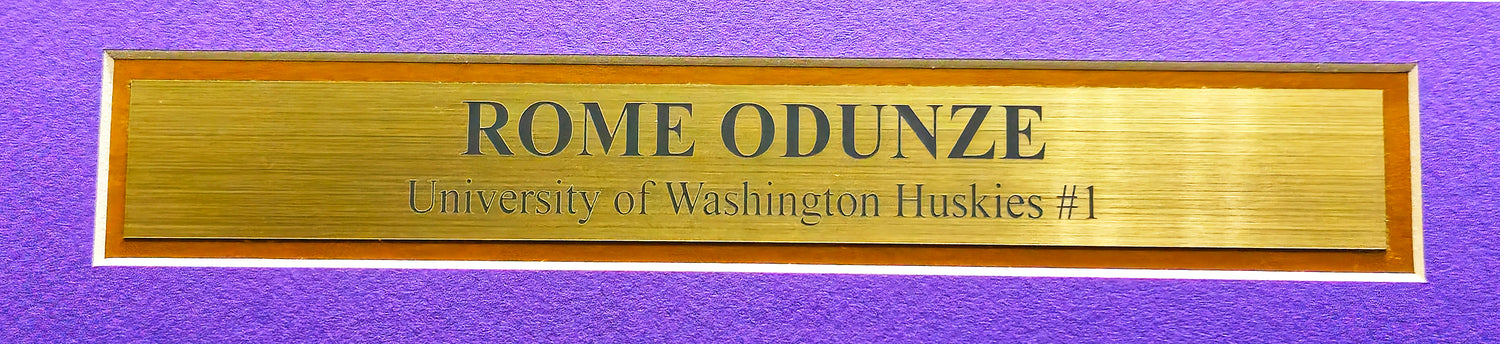 ROME ODUNZE
University of Washington Huskies #1